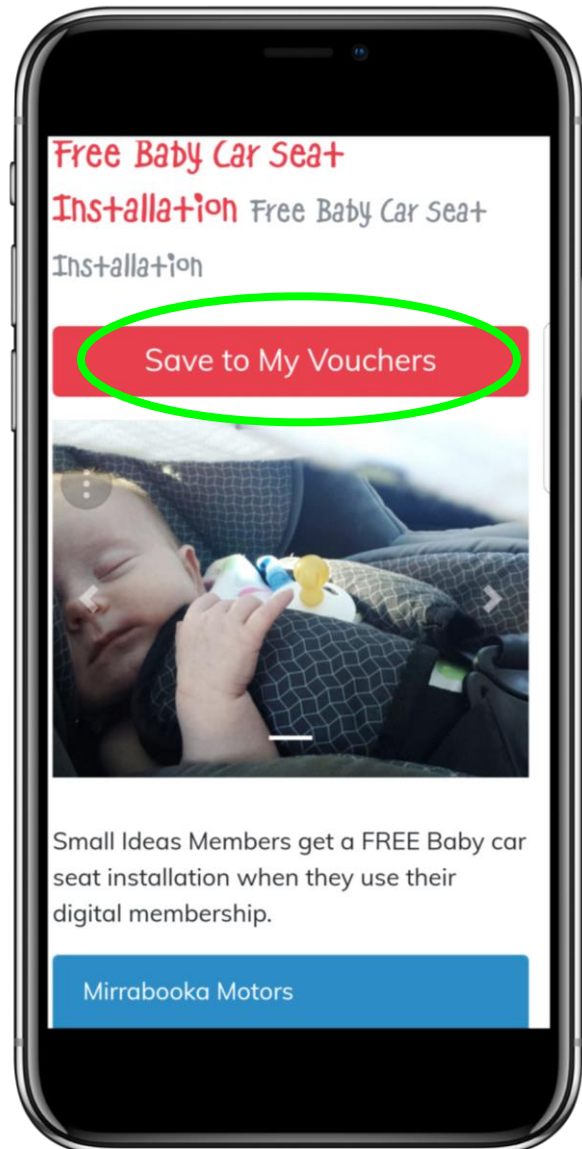 Free Baby Car Seat
Installation Free Baby Car Seat
Installation
Save to My Vouchers
Small Ideas Members get a FREE Baby car
seat installation when they use their
digital membership.
Mirrabooka Motors